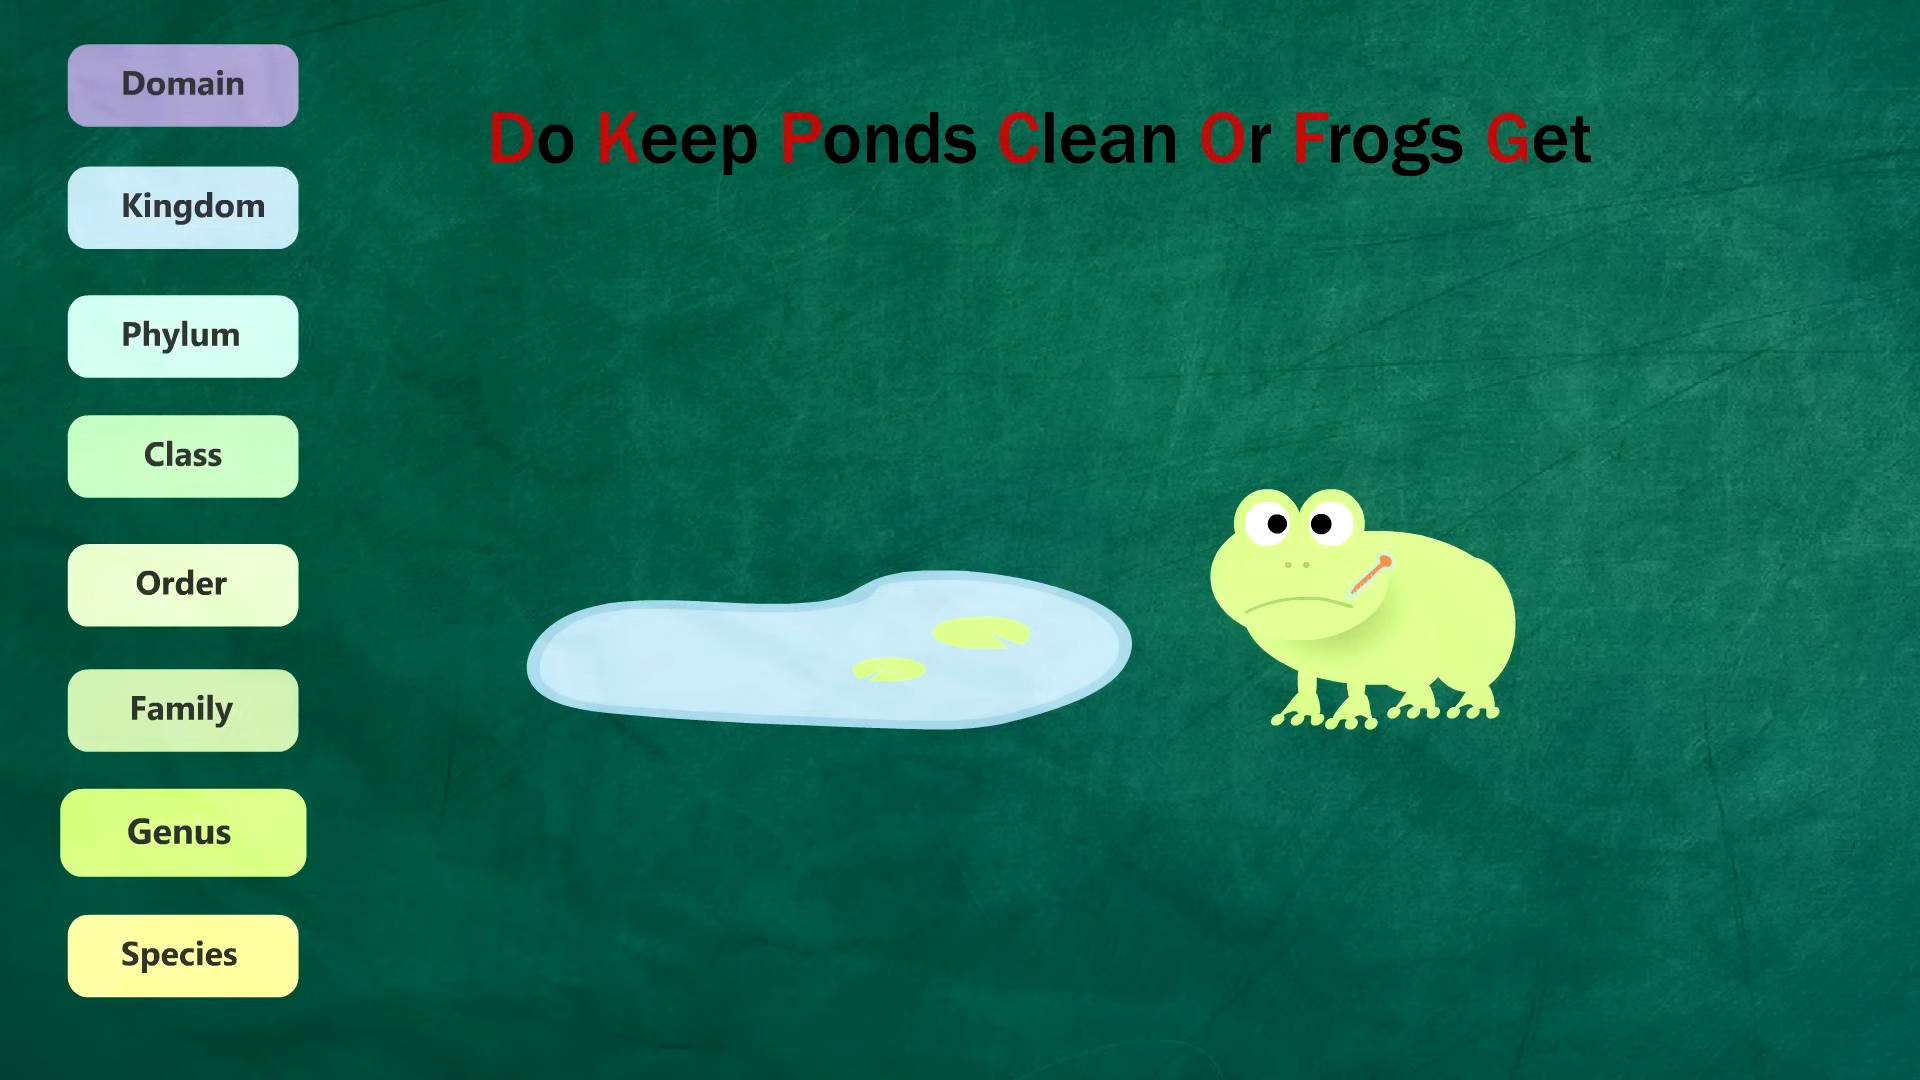 Domain
Do Keep Ponds Clean Or Frogs Get
Kingdom
Phylum
Class
Order
Family
Genus
Species